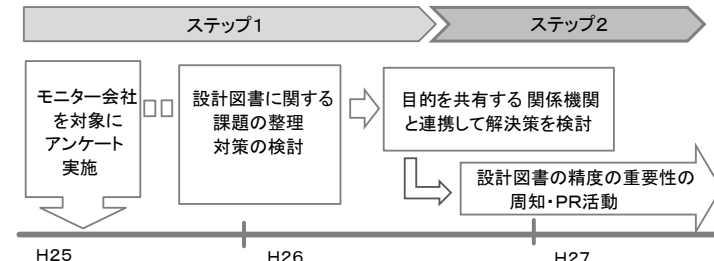 ステップ1
ステップ2
モニター会社
を対象に
アンケート
実施
設計図書に関する
課題の整理
対策の検討
目的を共有する 関係機関
と連携して解決策を検討
設計図書の精度の重要性の
周知・PR活動
H25
H26
H27